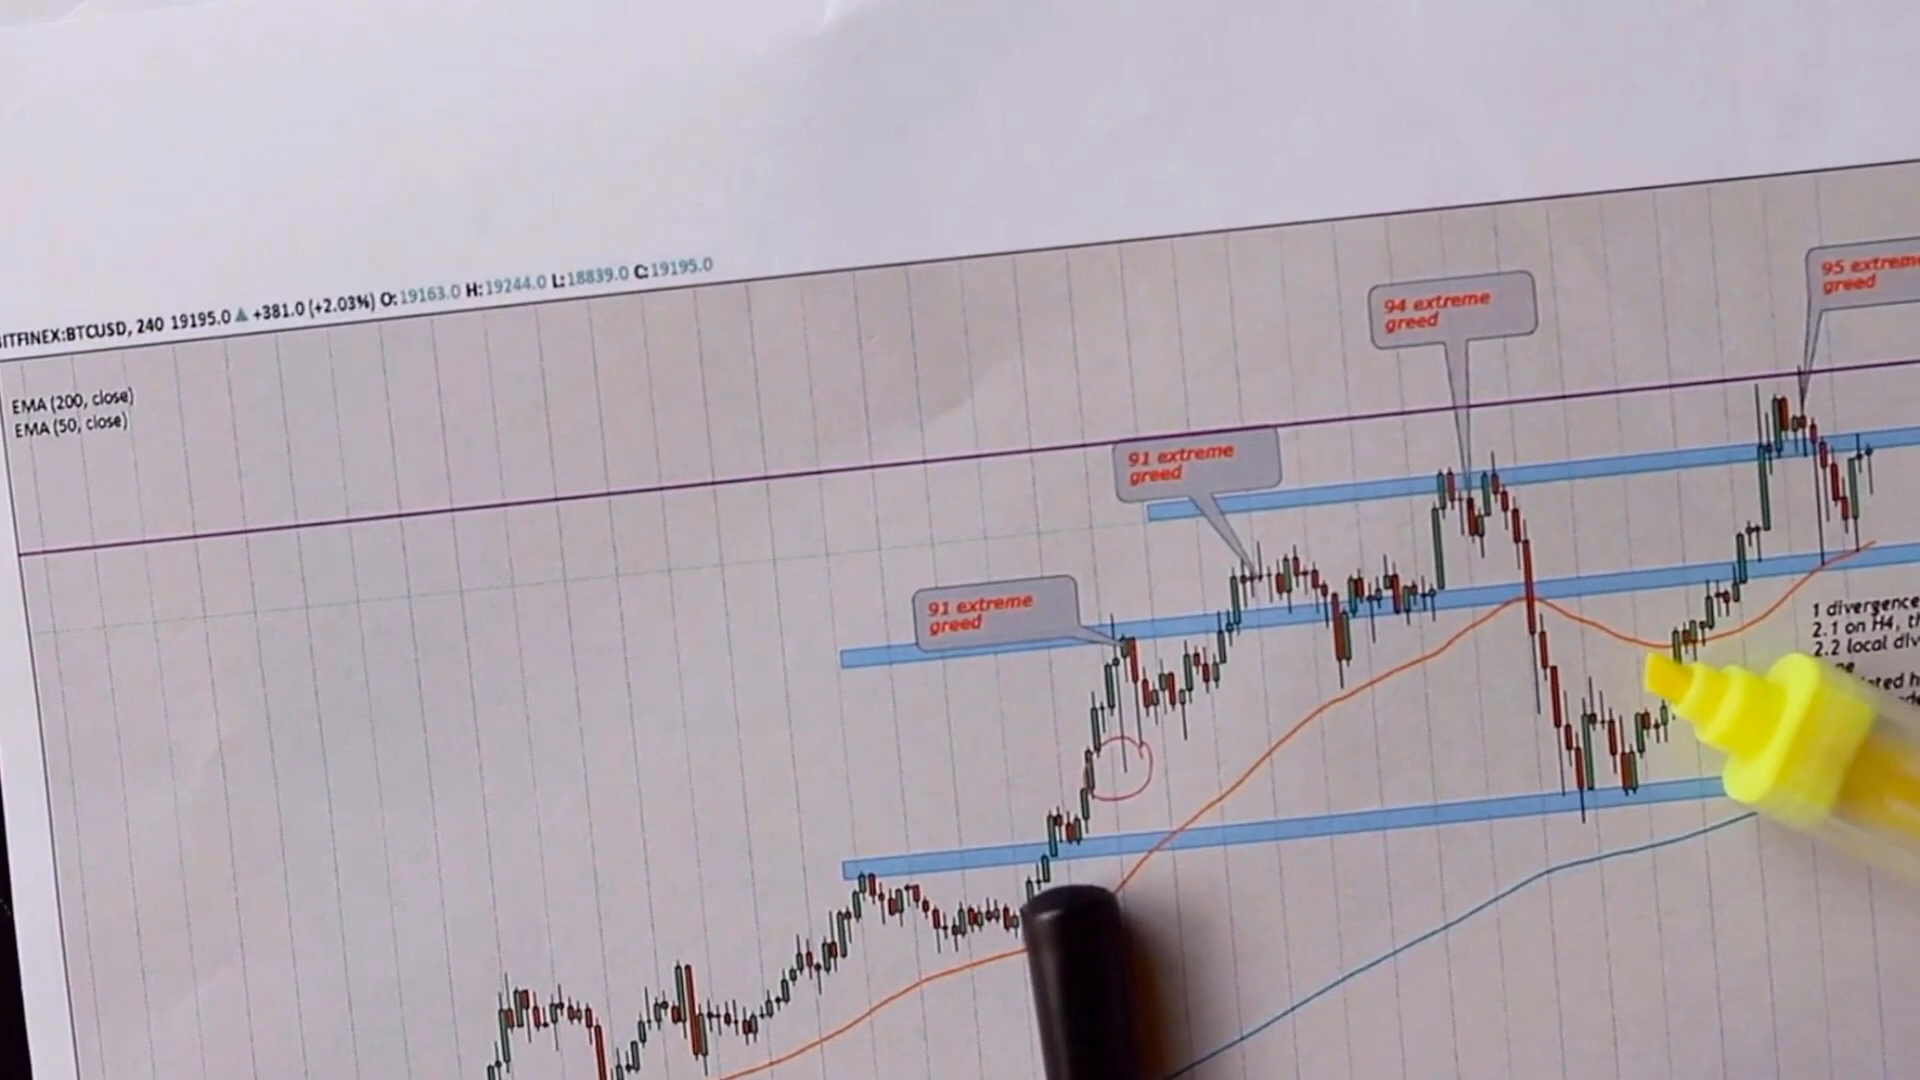 ITFINEX:BTCUSD, 240 19195.0 ▲ +381.0 (+2.03%) O:19163.0 H:19244.0 L:18839.0 C:19195.0
EMA (200, close)
EMA (50, close)
95 extreme
greed
94 extreme
greed
91 extreme
greed
91 extreme
greed
1 divergence
2.1 on H4, th
2.2 local div